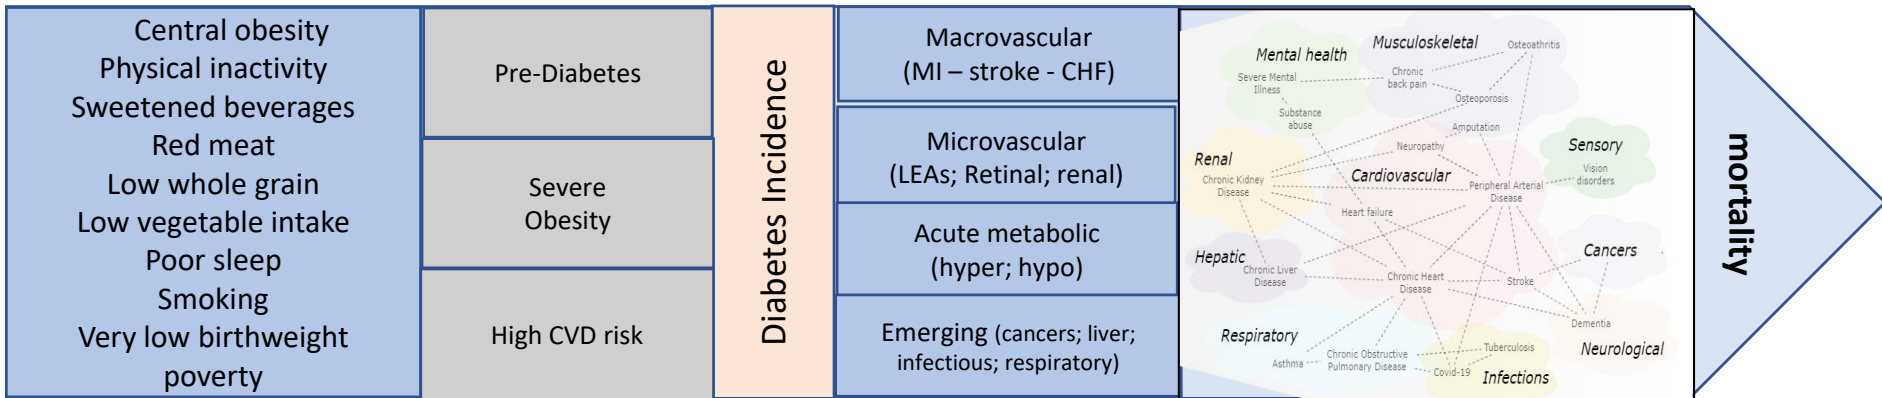 Central obesity
Physical inactivity
Sweetened beverages
Red meat
Low whole grain
Low vegetable intake
Poor sleep
Smoking
Very low birthweight
poverty
Pre-Diabetes
Severe
Obesity
High CVD risk
Diabetes Incidence
Macrovascular
(MI – stroke - CHF)
Microvascular
(LEAs; Retinal; renal)
Acute metabolic
(hyper; hypo)
Emerging (cancers; liver;
infectious; respiratory)
Mental health
Severe Mental
Illness
Substance
abuse
Musculoskeletal
Osteoathritis
Chronic
back pain
Osteoporosis
Amputation
Neuropathy
Renal
Chronic Kidney
Disease
Cardiovascular
Peripheral Arterial
Disease
Heart failure
Sensory
Vision
disorders
Hepatic
Chronic Liver
Disease
Chronic Heart
Disease
Stroke
Cancers
Dementia
Neurological
Respiratory
Asthma
Chronic Obstructive
Pulmonary Disease
Tuberculosis
Covid-19
Infections
mortality